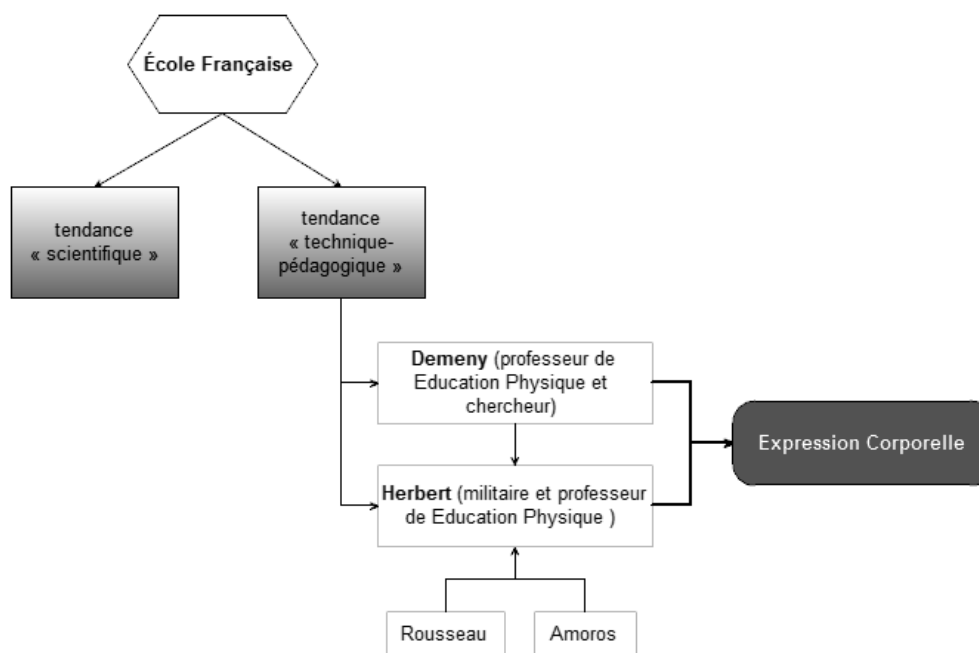 École Française
tendance
« scientifique »
tendance
« technique-
pédagogique »
Demeny (professeur de
Education Physique et
chercheur)
Expression Corporelle
Herbert (militaire et professeur
de Education Physique )
Rousseau
Amoros